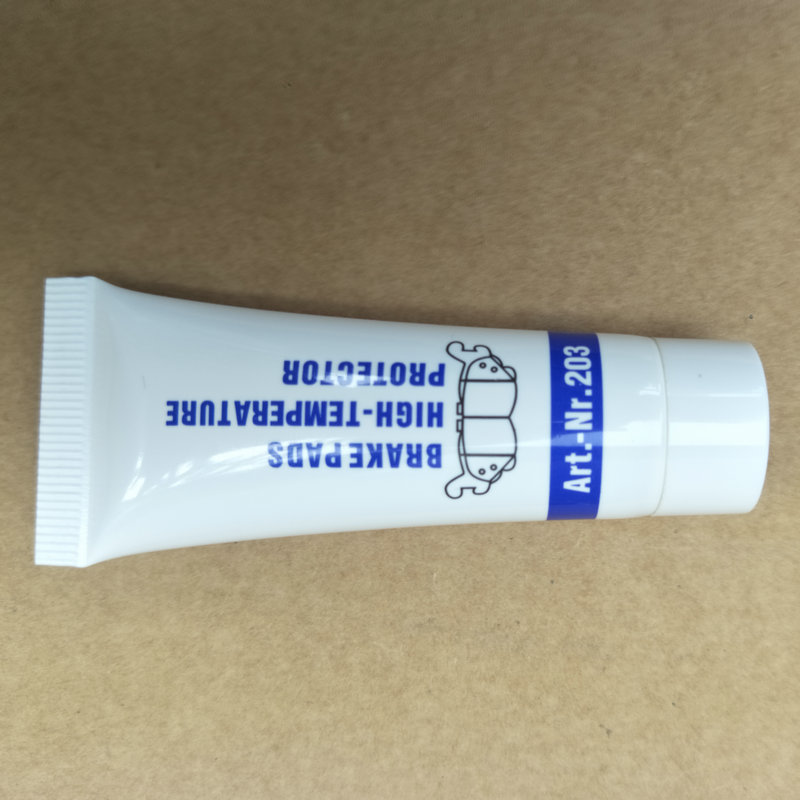 BRAKE PADS
HIGH-TEMPERATURE
PROTECTOR
Art.-Nr.203